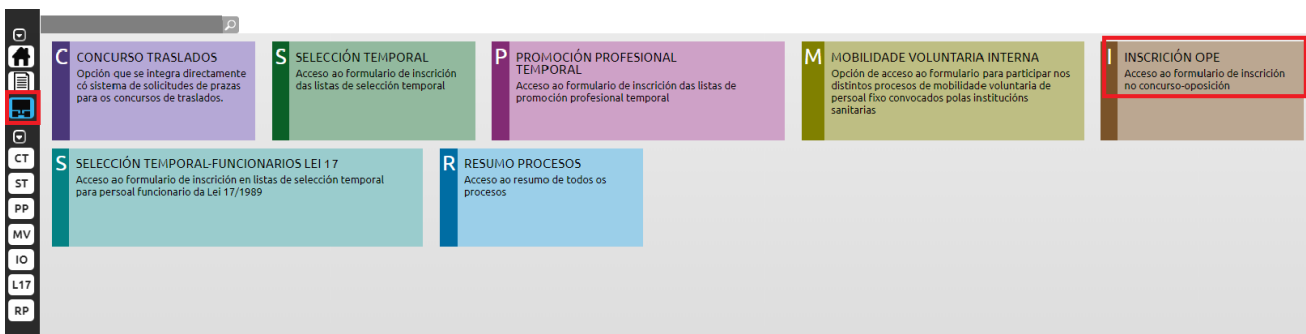 C CONCURSO TRASLADOS
Opción que se integra directamente
có sistema de solicitudes de prazas
para os concursos de traslados.
S SELECCIÓN TEMPORAL
Acceso ao formulario de inscrición
das listas de selección temporal
P PROMOCIÓN PROFESIONAL
TEMPORAL
Acceso ao formulario de inscrición das listas de
promoción profesional temporal
M MOBILIDADE VOLUNTARIA INTERNA
Opción de acceso ao formulario para participar nos
distintos procesos de mobilidade voluntaria de
persoal fixo convocados polas institucións
sanitarias
I INSCRICIÓN OPE
Acceso ao formulario de inscrición
no concurso-oposición
S SELECCIÓN TEMPORAL-FUNCIONARIOS LEI 17
Acceso ao formulario de inscrición en listas de selección temporal
para persoal funcionario da Lei 17/1989
R RESUMO PROCESOS
Acceso ao resumo de todos os
procesos
CT
ST
PP
MV
IO
L17
RP